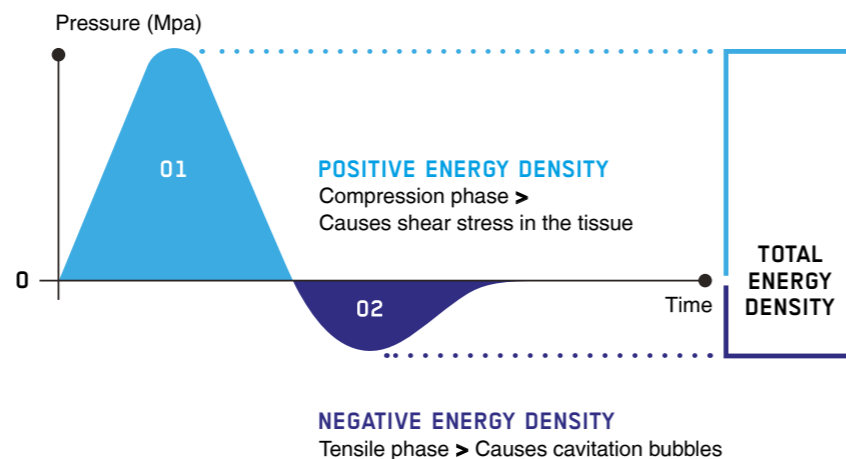 Pressure (Mpa)
01
POSITIVE ENERGY DENSITY
Compression phase >
Causes shear stress in the tissue
TOTAL
ENERGY
DENSITY
0
02
Time
NEGATIVE ENERGY DENSITY
Tensile phase > Causes cavitation bubbles